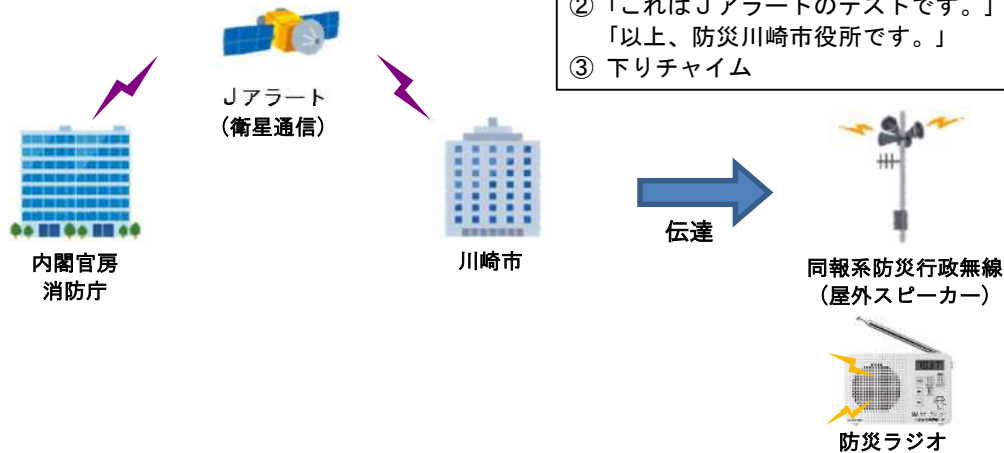 ②「これはＪアラートのテストです。」
「以上、防災川崎市役所です。」
③ 下りチャイム
Ｊアラート
（衛星通信）
内閣官房
消防庁
川崎市
伝達
同報系防災行政無線
（屋外スピーカー）
防災ラジオ